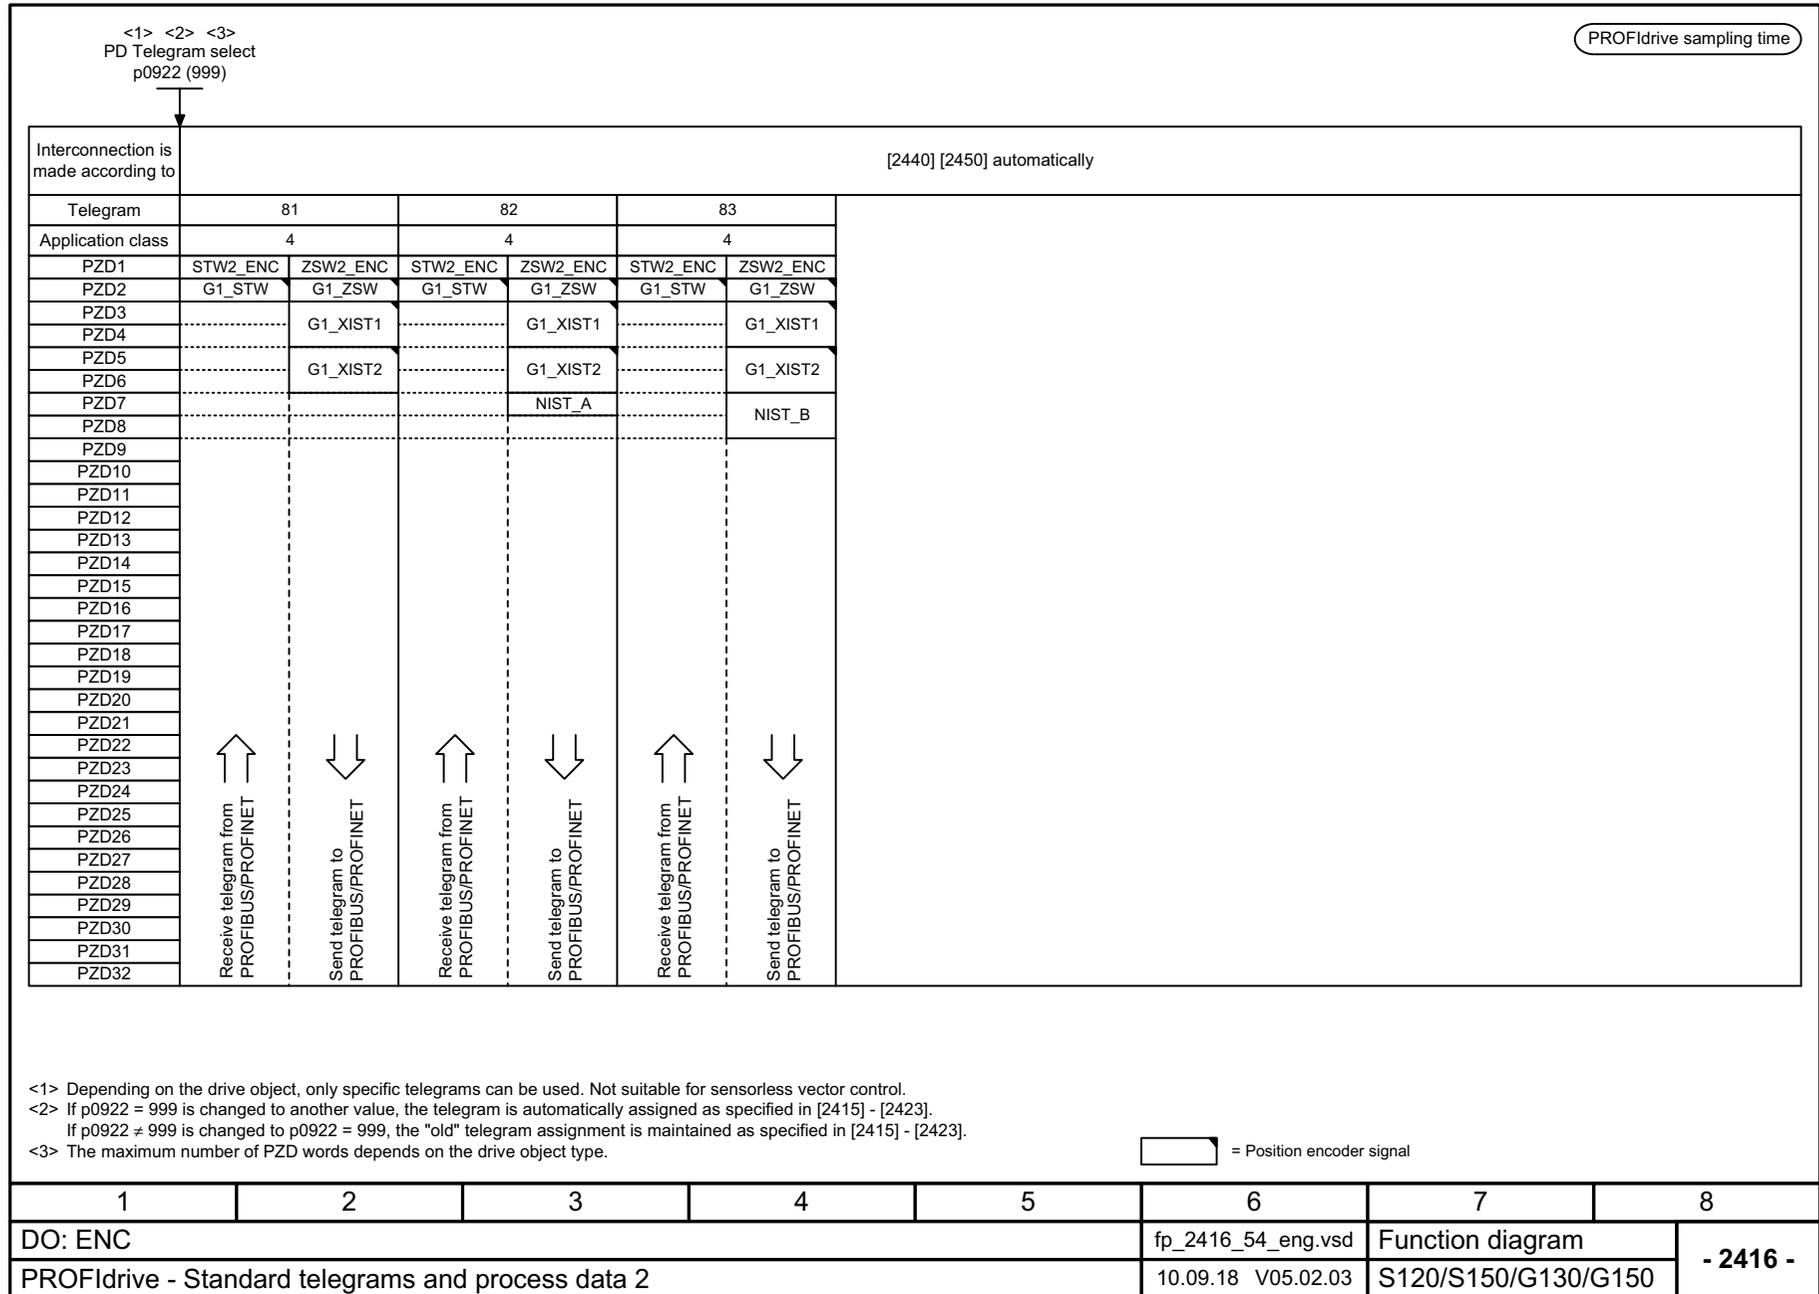 <1> <2> <3>
PD Telegram select
p0922 (999)
PROFIdrive sampling time
Interconnection is
made according to
[2440] [2450] automatically
Telegram 81 82 83
Application class 4 4 4
PZD1 STW2_ENC ZSW2_ENC STW2_ENC ZSW2_ENC STW2_ENC ZSW2_ENC
PZD2 G1_STW G1_ZSW G1_STW G1_ZSW G1_STW G1_ZSW
PZD3
G1_XIST1 G1_XIST1 G1_XIST1
PZD4
PZD5
G1_XIST2 G1_XIST2 G1_XIST2
PZD6
PZD7 NIST_A
NIST_B
PZD8
PZD9
PZD10
PZD11
PZD12
PZD13
PZD14
PZD15
PZD16
PZD17
PZD18
PZD19
PZD20
PZD21
PZD22
PZD23
PZD24
PZD25
PZD26
PZD27
PZD28
PZD29
PZD30
PZD31
PZD32
Receive telegram from
PROFIBUS/PROFINET
Send telegram to
PROFIBUS/PROFINET
Receive telegram from
PROFIBUS/PROFINET
Send telegram to
PROFIBUS/PROFINET
Receive telegram from
PROFIBUS/PROFINET
Send telegram to
PROFIBUS/PROFINET
<1> Depending on the drive object, only specific telegrams can be used. Not suitable for sensorless vector control.
<2> If p0922 = 999 is changed to another value, the telegram is automatically assigned as specified in [2415] - [2423].
If p0922 ≠ 999 is changed to p0922 = 999, the "old" telegram assignment is maintained as specified in [2415] - [2423].
<3> The maximum number of PZD words depends on the drive object type.
= Position encoder signal
1 2 3 4 5 6 7 8
DO: ENC fp_2416_54_eng.vsd Function diagram
- 2416 -
PROFIdrive - Standard telegrams and process data 2 10.09.18 V05.02.03 S120/S150/G130/G150